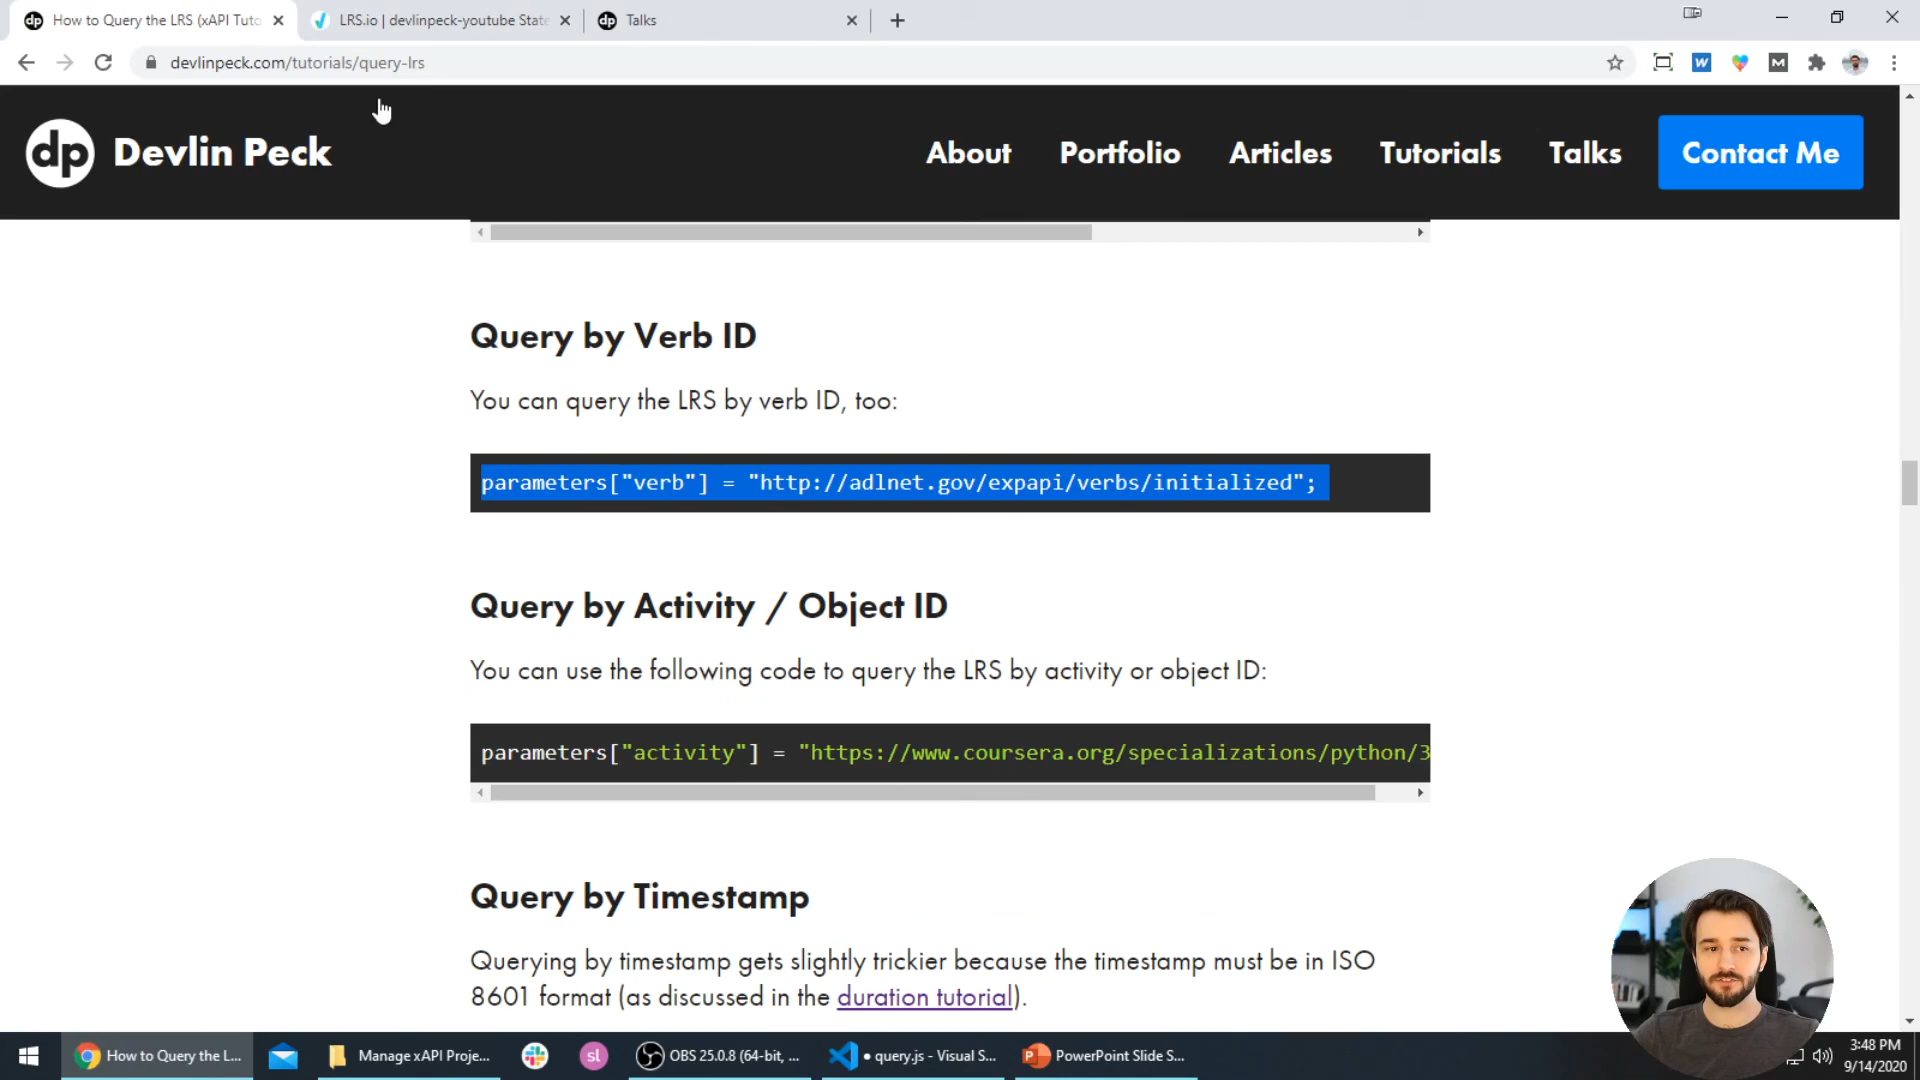 How to Query the LRS (xAPI Tuto
LRS.io | devlinpeck-youtube State
Talks
devlinpeck.com/tutorials/query-lrs
dp
Devlin Peck
About
Portfolio
Articles
Tutorials
Talks
Contact Me
Query by Verb ID
You can query the LRS by verb ID, too:
parameters["verb"] = "http://adlnet.gov/expapi/verbs/initialized";
Query by Activity / Object ID
You can use the following code to query the LRS by activity or object ID:
parameters["activity"] = "https://www.coursera.org/specializations/python/3
Query by Timestamp
Querying by timestamp gets slightly trickier because the timestamp must be in ISO
8601 format (as discussed in the duration tutorial).
How to Query the L...
Manage xAPI Proje...
sl
OBS 25.0.8 (64-bit, ...
• query.js - Visual S...
PowerPoint Slide S...
3:48 PM
9/14/2020